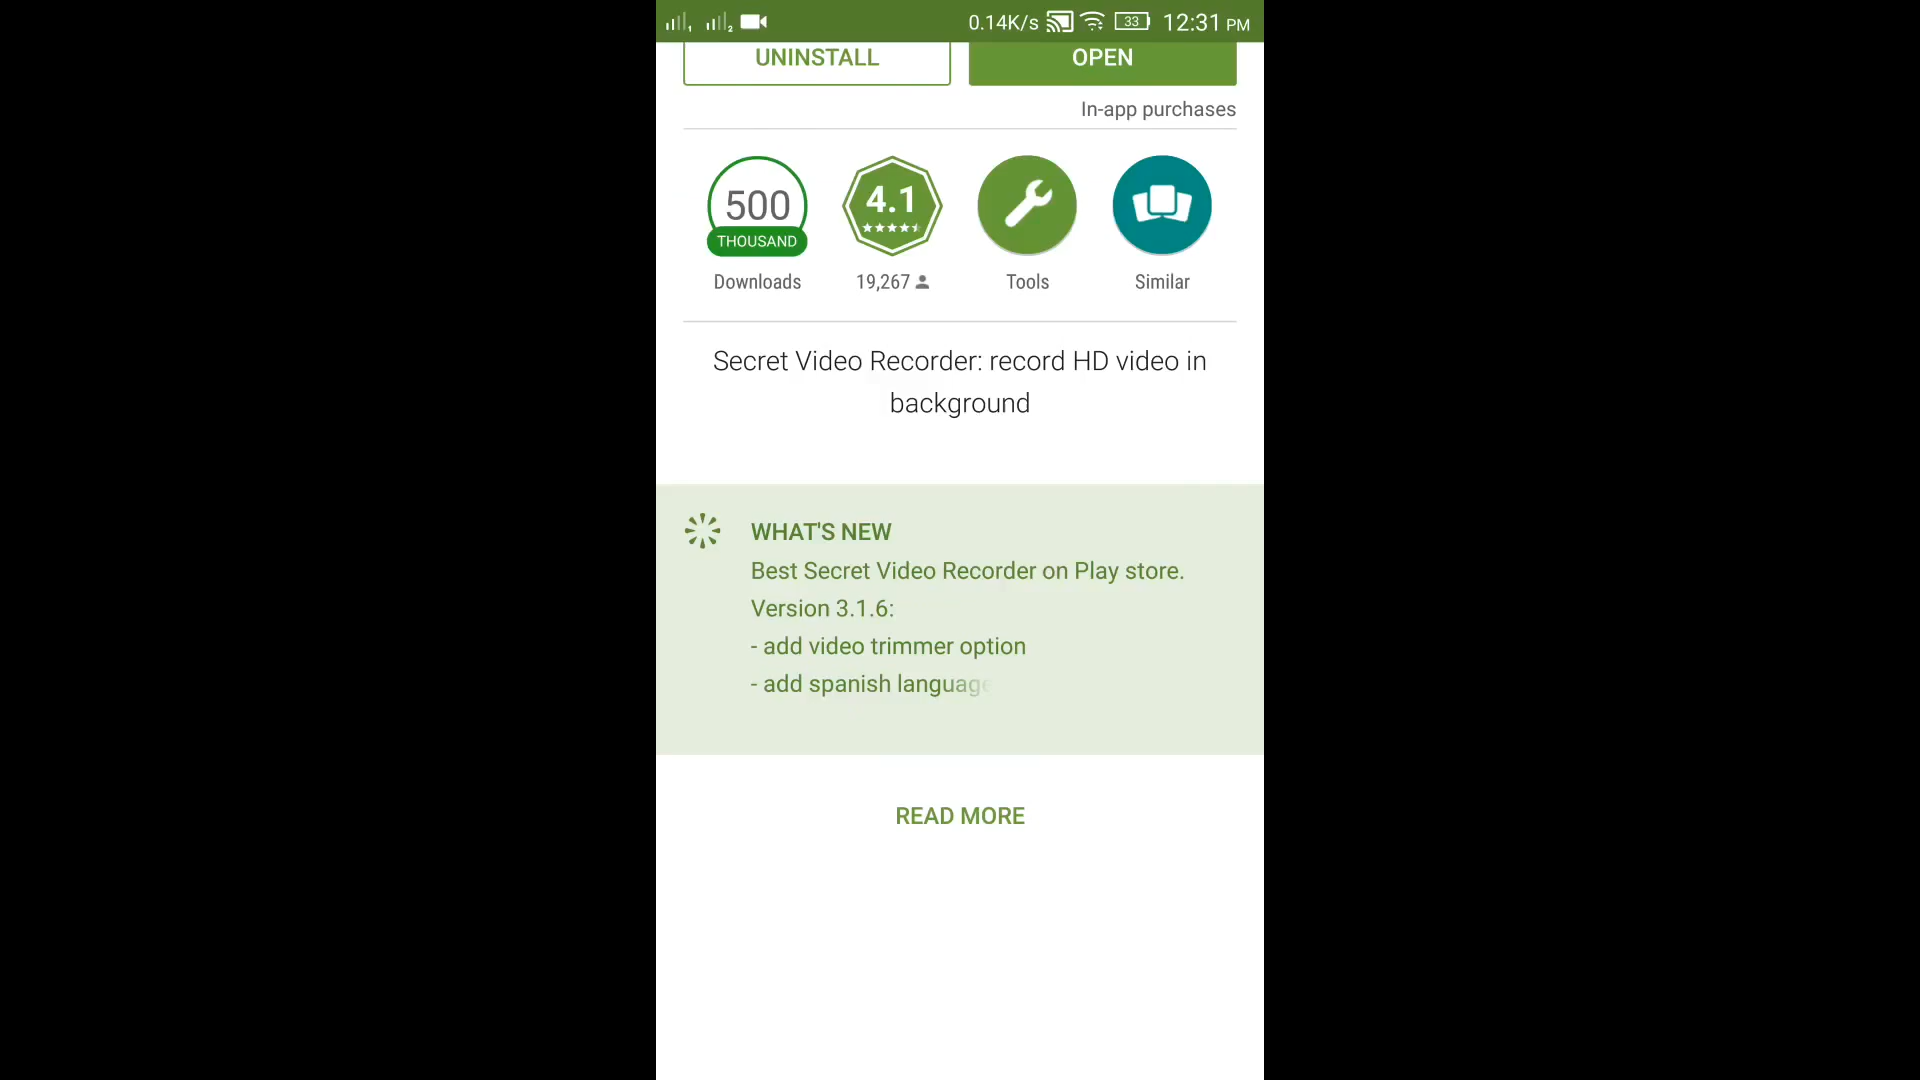 0.14K/s 33 12:31 PM
UNINSTALL OPEN
In-app purchases
500 4.1
THOUSAND
Downloads 19,267 Tools Similar
Secret Video Recorder: record HD video in
background
WHAT'S NEW
Best Secret Video Recorder on Play store.
Version 3.1.6:
- add video trimmer option
- add spanish language
READ MORE